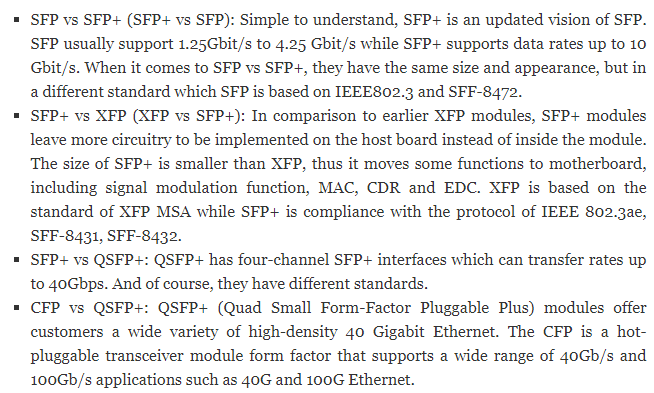 ▪ SFP vs SFP+ (SFP+ vs SFP): Simple to understand, SFP+ is an updated vision of SFP.
SFP usually support 1.25Gbit/s to 4.25 Gbit/s while SFP+ supports data rates up to 10
Gbit/s. When it comes to SFP vs SFP+, they have the same size and appearance, but in
a different standard which SFP is based on IEEE802.3 and SFF-8472.
▪ SFP+ vs XFP (XFP vs SFP+): In comparison to earlier XFP modules, SFP+ modules
leave more circuitry to be implemented on the host board instead of inside the module.
The size of SFP+ is smaller than XFP, thus it moves some functions to motherboard,
including signal modulation function, MAC, CDR and EDC. XFP is based on the
standard of XFP MSA while SFP+ is compliance with the protocol of IEEE 802.3ae,
SFF-8431, SFF-8432.
▪ SFP+ vs QSFP+: QSFP+ has four-channel SFP+ interfaces which can transfer rates up
to 40Gbps. And of course, they have different standards.
▪ CFP vs QSFP+: QSFP+ (Quad Small Form-Factor Pluggable Plus) modules offer
customers a wide variety of high-density 40 Gigabit Ethernet. The CFP is a hot-
pluggable transceiver module form factor that supports a wide range of 40Gb/s and
100Gb/s applications such as 40G and 100G Ethernet.